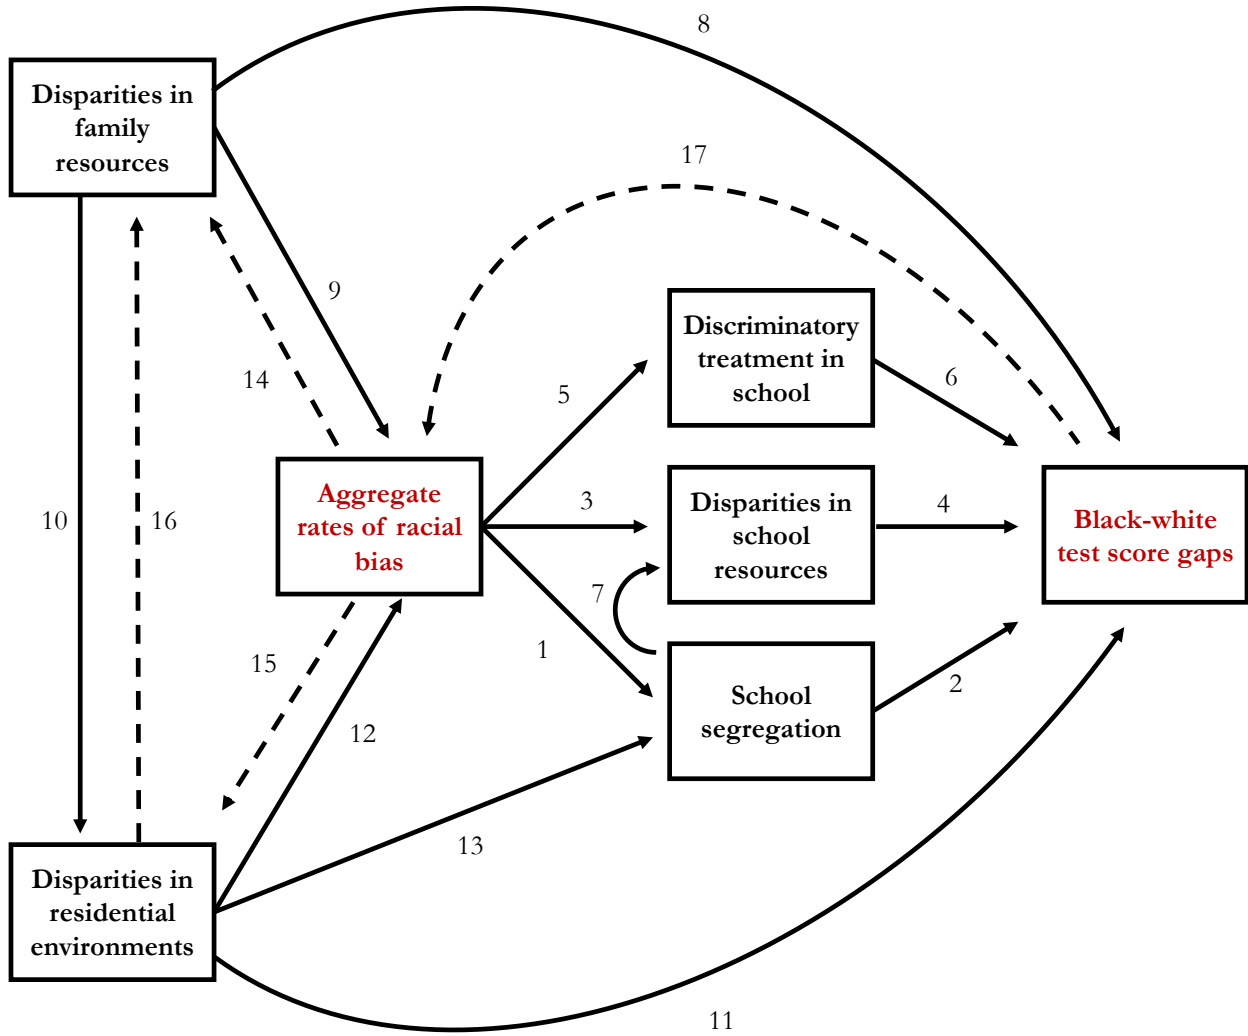 8
Disparities in
family
resources
17
9
Discriminatory
treatment in
school
14
5
6
10
16
Aggregate
rates of racial
bias
3
Disparities in
school
resources
4
Black-white
test score gaps
7
15
1
School
segregation
2
12
13
Disparities in
residential
environments
11